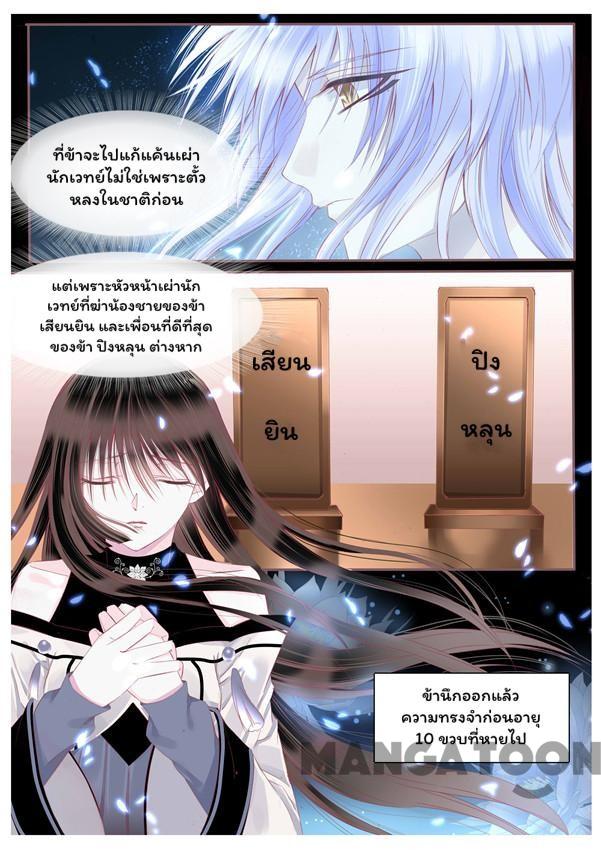 ที่ข้าจะไปแก้แค้นเผ่า
นักเวทย์ไม่ใช่เพราะตั้ว
หลงในชาติก่อน
แต่เพราะหัวหน้าเผ่านัก
เวทย์ที่ฆ่าน้องชายของข้า
เสียนยิน และเพื่อนที่ดีที่สุด
ของข้า ปิงหลุน ต่างหาก
เสียน
ยิน
ปิง
หลุน
ข้านึกออกแล้ว
ความทรงจำก่อนอายุ
10 ขวบที่หายไป
MANGATOON